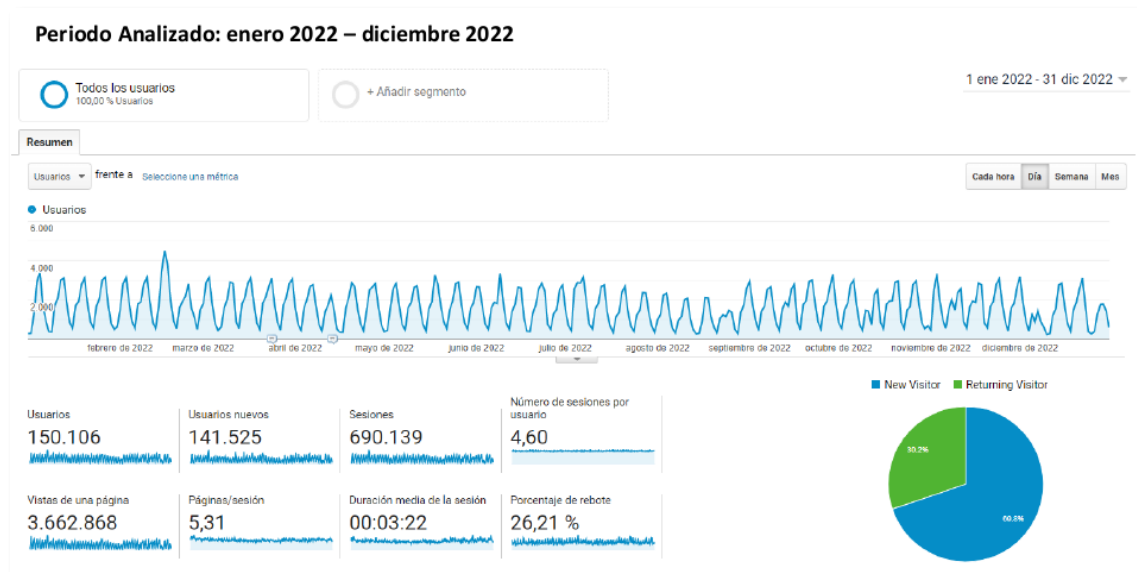 Periodo Analizado: enero 2022 – diciembre 2022
Todos los usuarios
100,00 % Usuarios
+ Añadir segmento
1 ene 2022 - 31 dic 2022
Resumen
Usuarios frente a Seleccione una métrica
Cada hora Día Semana Mes
Usuarios
6.000
4.000
2.000
febrero de 2022 marzo de 2022 abril de 2022 mayo de 2022 junio de 2022 julio de 2022 agosto de 2022 septiembre de 2022 octubre de 2022 noviembre de 2022 diciembre de 2022
New Visitor Returning Visitor
Usuarios
150.106
Usuarios nuevos
141.525
Sesiones
690.139
Número de sesiones por
usuario
4,60
Vistas de una página
3.662.868
Páginas/sesión
5,31
Duración media de la sesión
00:03:22
Porcentaje de rebote
26,21 %
30.2%
69.8%